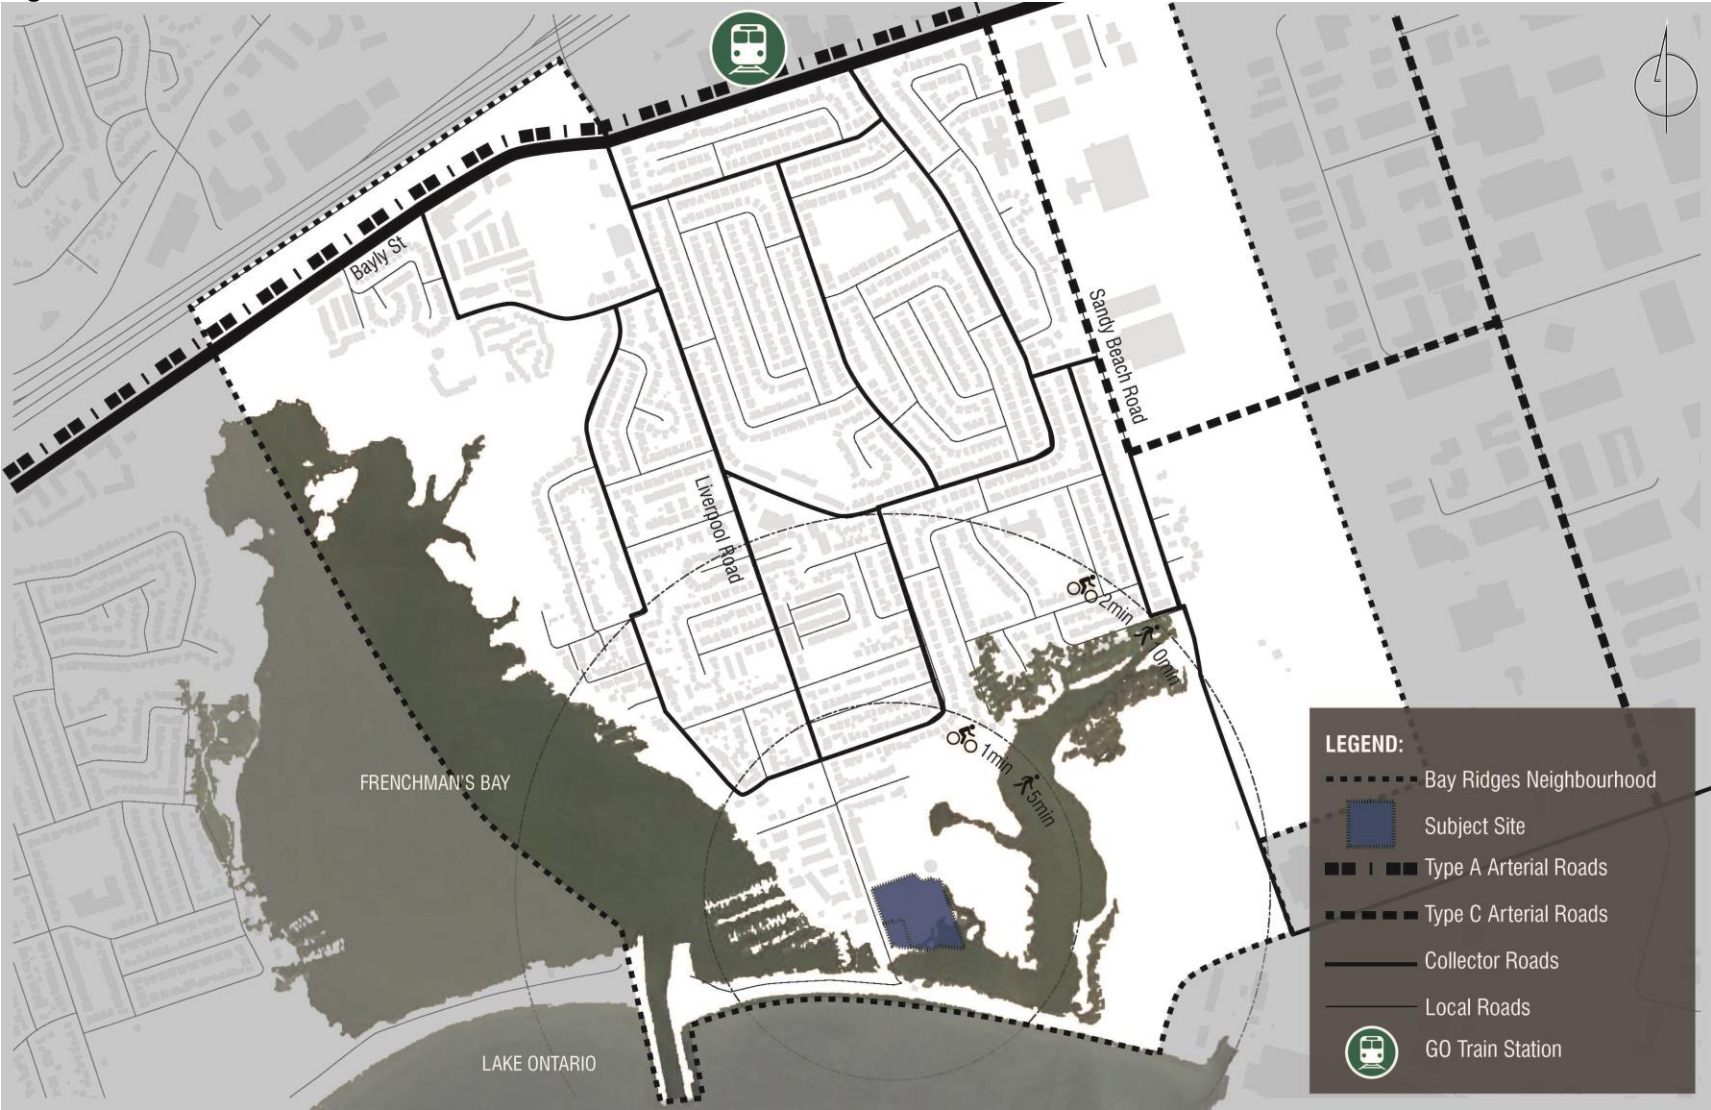 Bayly St
Sandy Beach Road
Liverpool Road
2min
10min
1min
5min
FRENCHMAN'S BAY
LAKE ONTARIO
LEGEND:
Bay Ridges Neighbourhood
Subject Site
Type A Arterial Roads
Type C Arterial Roads
Collector Roads
Local Roads
GO Train Station